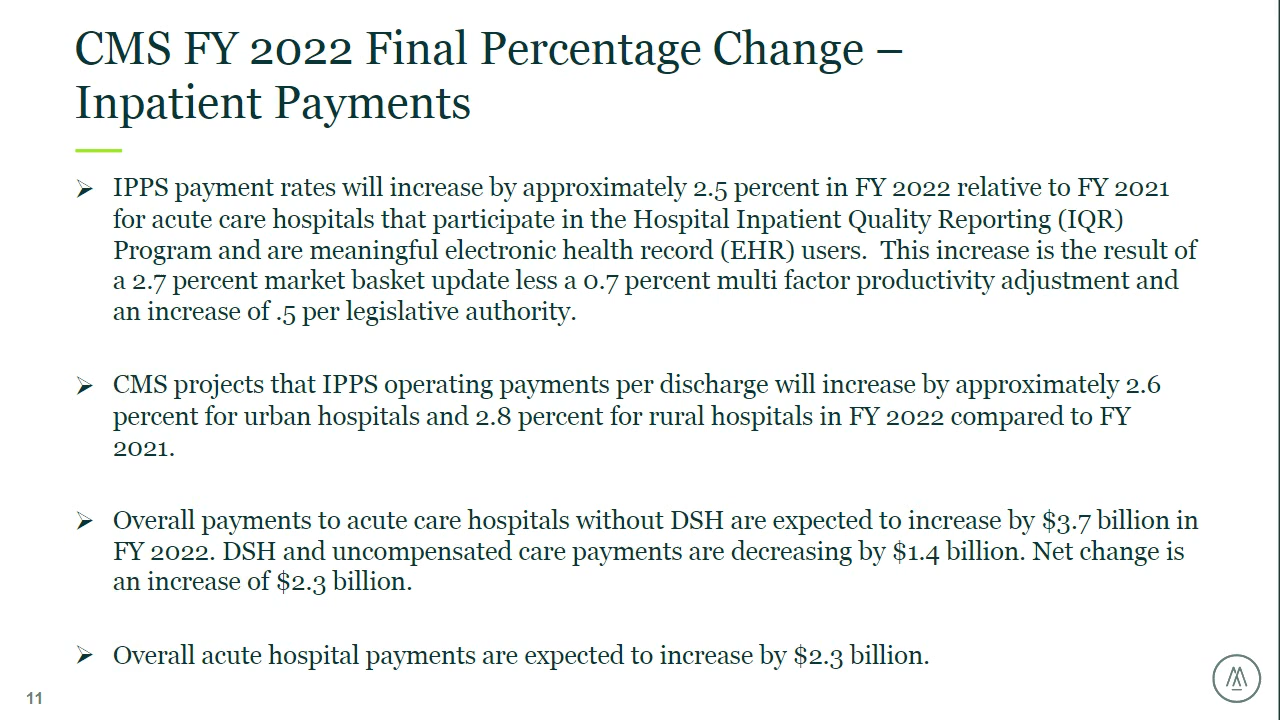 CMS FY 2022 Final Percentage Change –
Inpatient Payments
➢ IPPS payment rates will increase by approximately 2.5 percent in FY 2022 relative to FY 2021
for acute care hospitals that participate in the Hospital Inpatient Quality Reporting (IQR)
Program and are meaningful electronic health record (EHR) users.  This increase is the result of
a 2.7 percent market basket update less a 0.7 percent multi factor productivity adjustment and
an increase of .5 per legislative authority.
➢ CMS projects that IPPS operating payments per discharge will increase by approximately 2.6
percent for urban hospitals and 2.8 percent for rural hospitals in FY 2022 compared to FY
2021.
➢ Overall payments to acute care hospitals without DSH are expected to increase by $3.7 billion in
FY 2022. DSH and uncompensated care payments are decreasing by $1.4 billion. Net change is
an increase of $2.3 billion.
➢ Overall acute hospital payments are expected to increase by $2.3 billion.
11